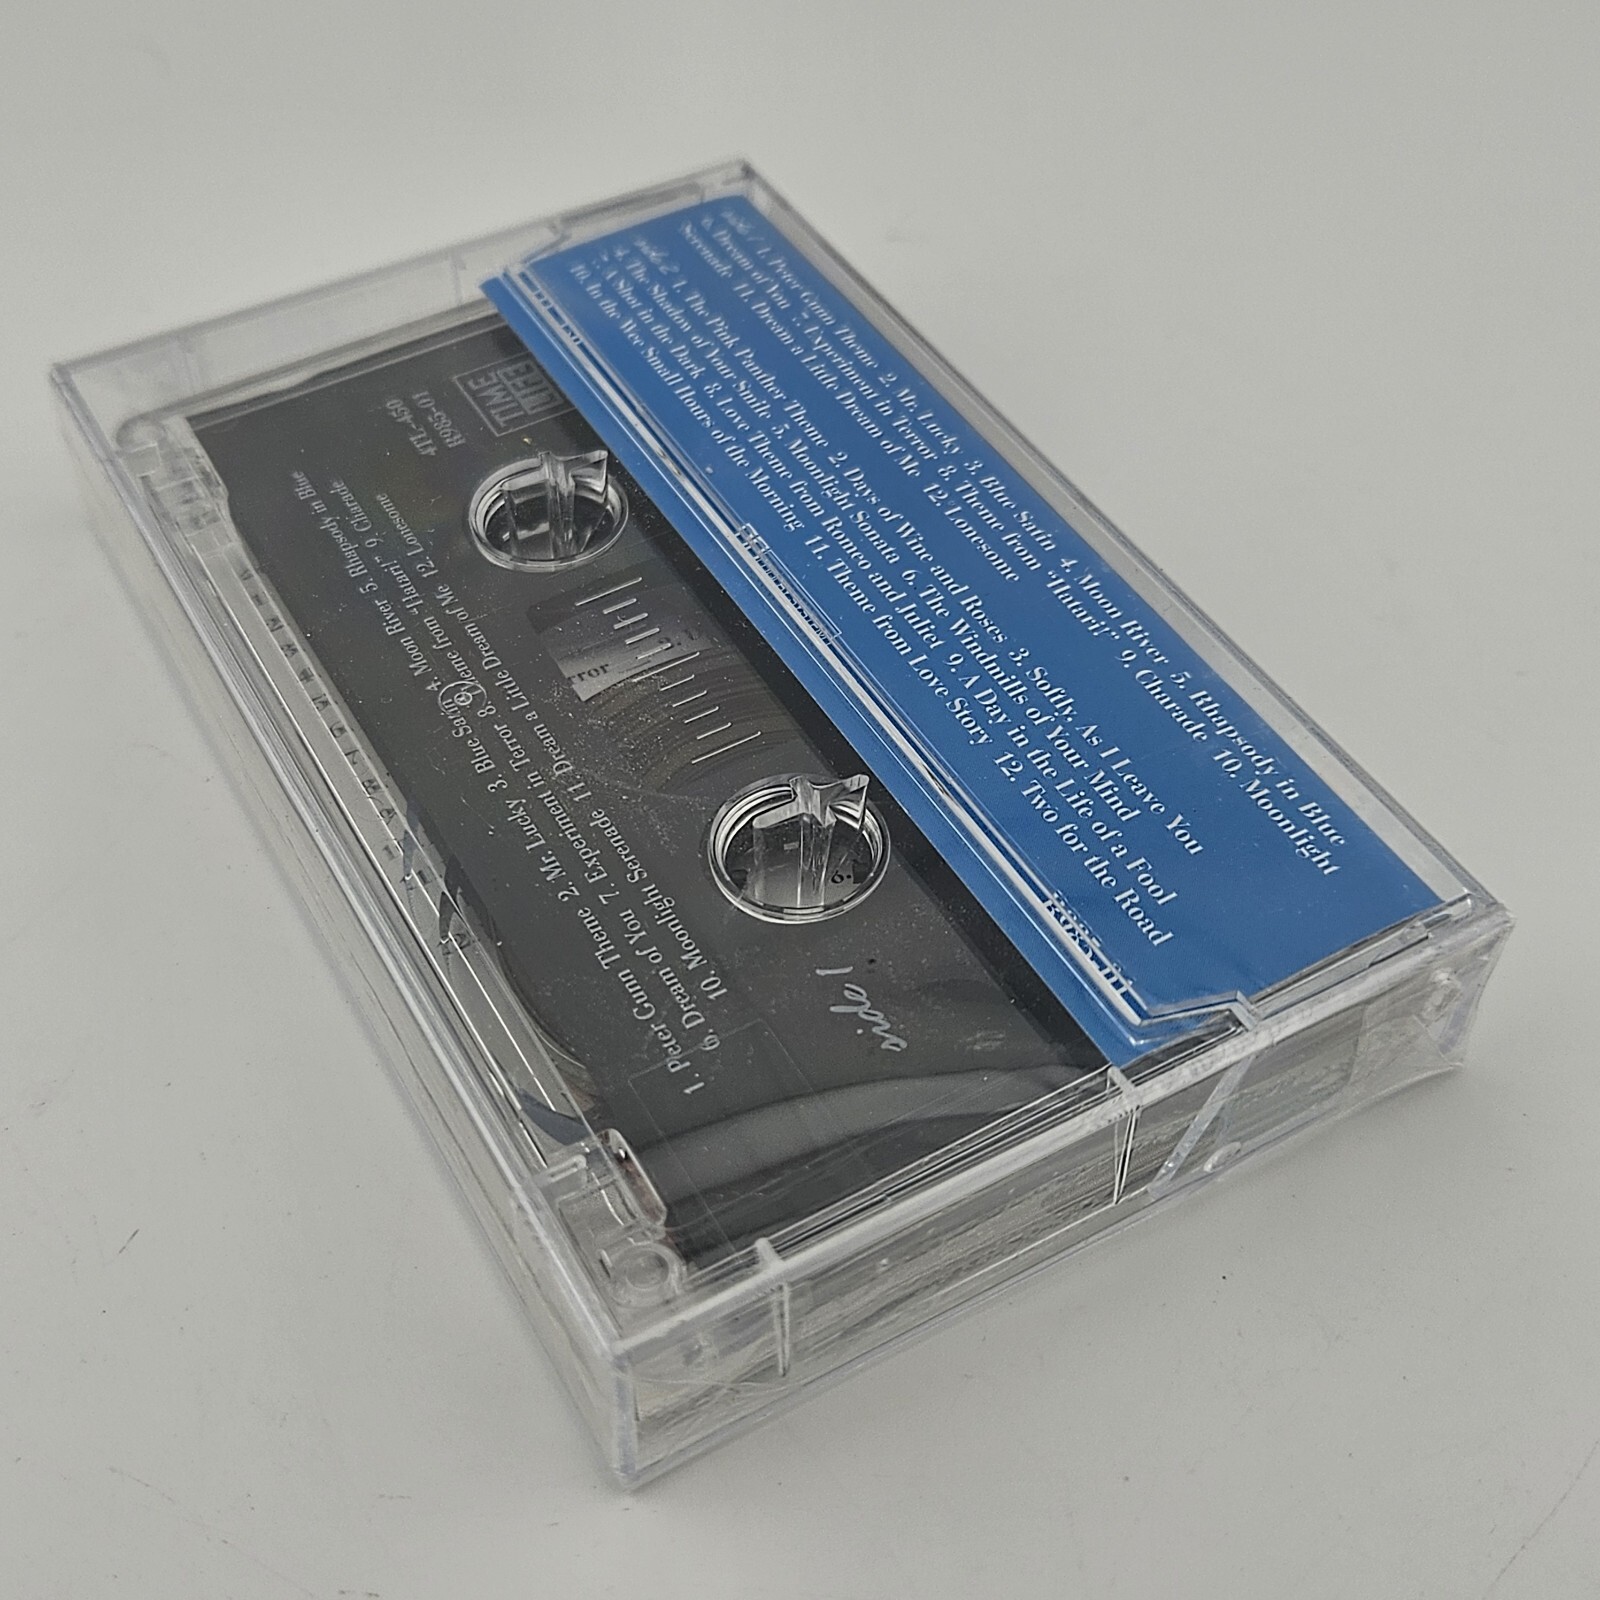 side 1 1. Peter Gunn Theme 2. Mr. Lucky 3. Blue Satin 4. Moon River 5. Rhapsody in Blue
6. Dream of You 7. Experiment in Terror 8. Theme from "Hatari!" 9. Charade 10. Moonlight
Serenade 11. Dream a Little Dream of Me 12. Lonesome
side 2 1. The Pink Panther Theme 2. Days of Wine and Roses 3. Softly, As I Leave You
4. The Shadow of Your Smile 5. Moonlight Sonata 6. The Windmills of Your Mind
7. A Shot in the Dark 8. Love Theme from Romeo and Juliet 9. A Day in the Life of a Fool
10. In the Wee Small Hours of the Morning 11. Theme from Love Story 12. Two for the Road
R985-01
side 1
TIME
LIFE
4TL-450
R985-01
rror
6.
1. Peter Gunn Theme 2. Mr. Lucky 3. Blue Satin 4. Moon River 5. Rhapsody in Blue
6. Dream of You 7. Experiment in Terror 8. Theme from "Hatari!" 9. Charade
10. Moonlight Serenade 11. Dream a Little Dream of Me 12. Lonesome